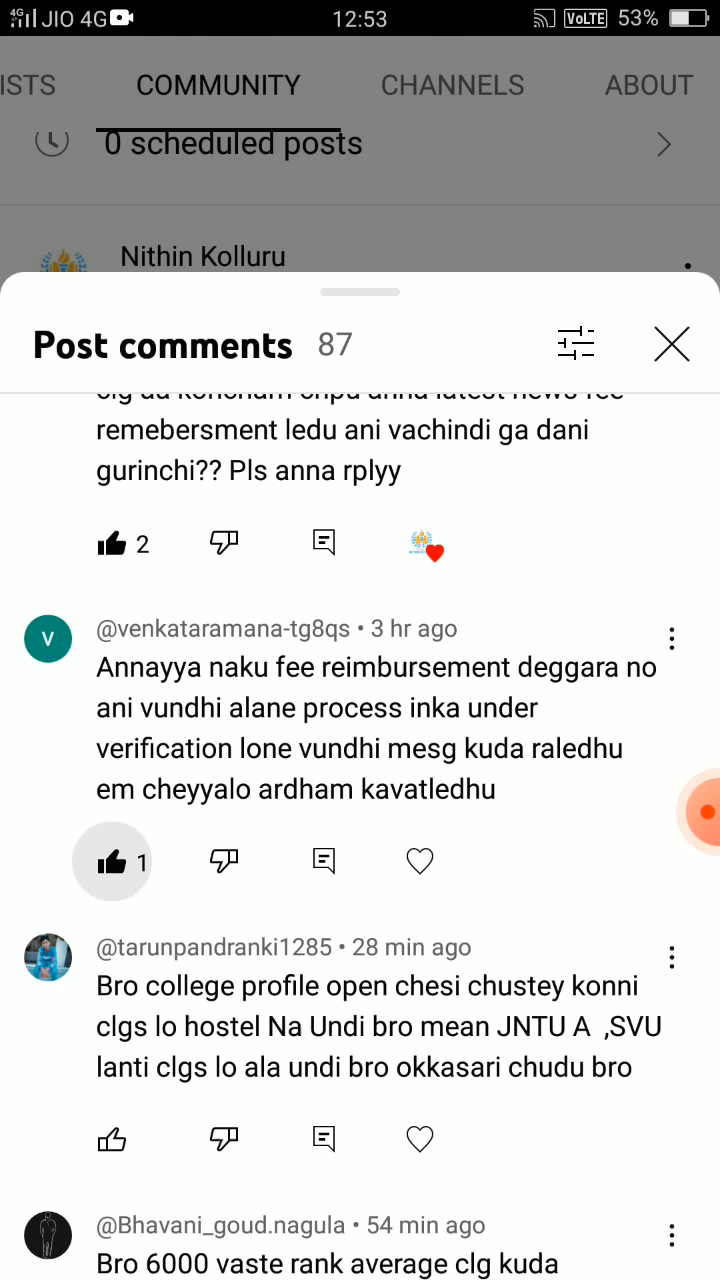 4G JIO 4G 12:53 VoLTE 53%
ISTS COMMUNITY CHANNELS ABOUT
0 scheduled posts
Nithin Kolluru
Post comments 87
remebersment ledu ani vachindi ga dani
gurinchi?? Pls anna rplyy
2
V @venkataramana-tg8qs • 3 hr ago
Annayya naku fee reimbursement deggara no
ani vundhi alane process inka under
verification lone vundhi mesg kuda raledhu
em cheyyalo ardham kavatledhu
1
@tarunpandranki1285 • 28 min ago
Bro college profile open chesi chustey konni
clgs lo hostel Na Undi bro mean JNTU A ,SVU
lanti clgs lo ala undi bro okkasari chudu bro
@Bhavani_goud.nagula • 54 min ago
Bro 6000 vaste rank average clg kuda